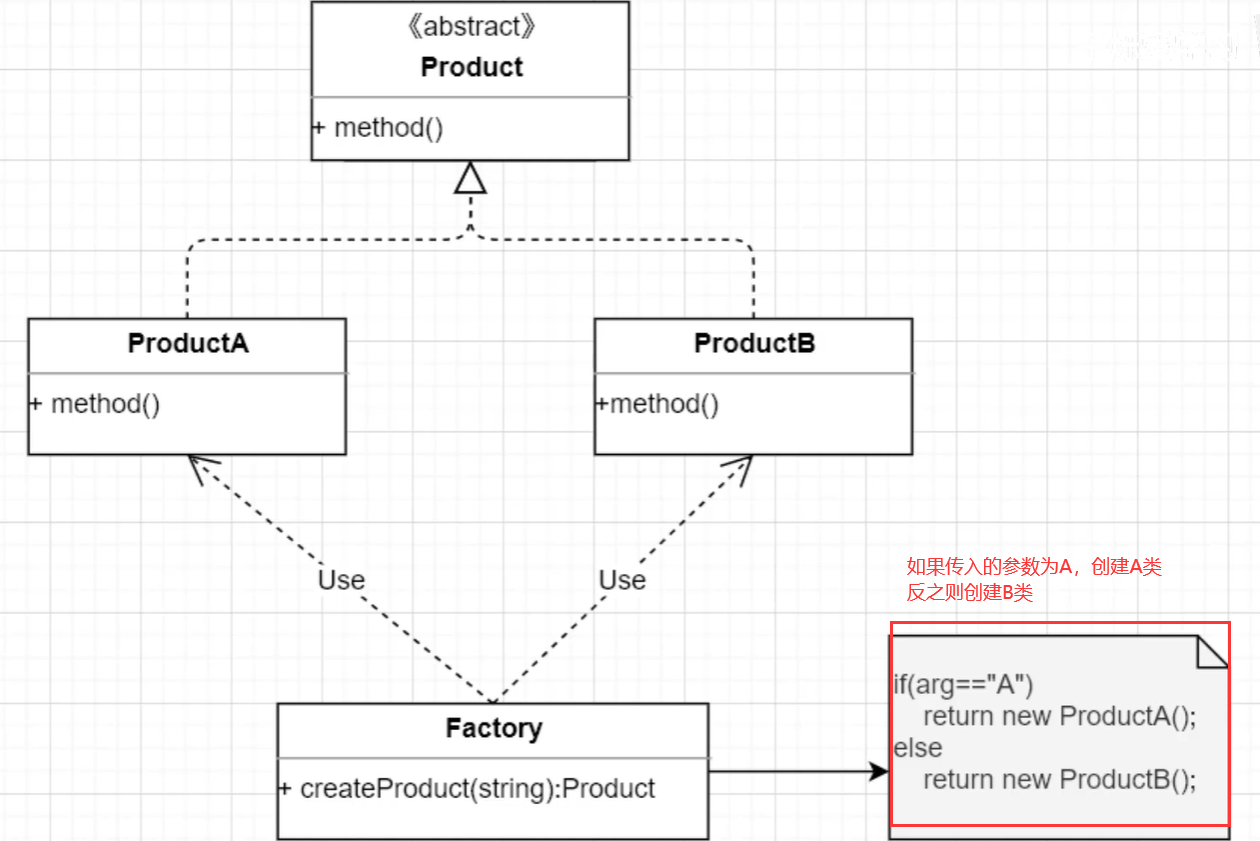 《abstract》
Product
+ method()
ProductA
+ method()
ProductB
+method()
Use
Use
如果传入的参数为A，创建A类
反之则创建B类
Factory
+ createProduct(string):Product
if(arg=="A")
return new ProductA();
else
return new ProductB();